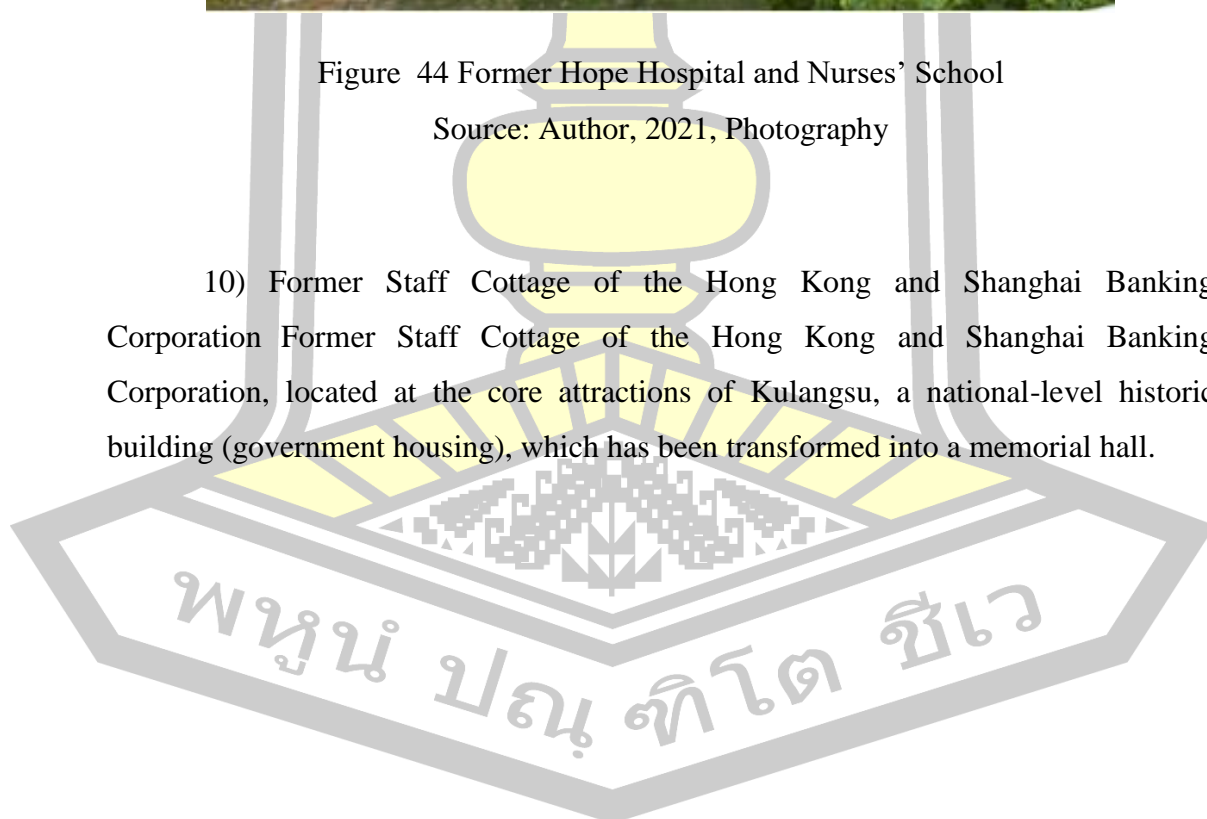 Figure 44 Former Hope Hospital and Nurses’ School
Source: Author, 2021, Photography
10) Former Staff Cottage of the Hong Kong and Shanghai Banking
Corporation Former Staff Cottage of the Hong Kong and Shanghai Banking
Corporation, located at the core attractions of Kulangsu, a national-level historic
building (government housing), which has been transformed into a memorial hall.
พหูนํ ปณฺฑิโต ชีเว